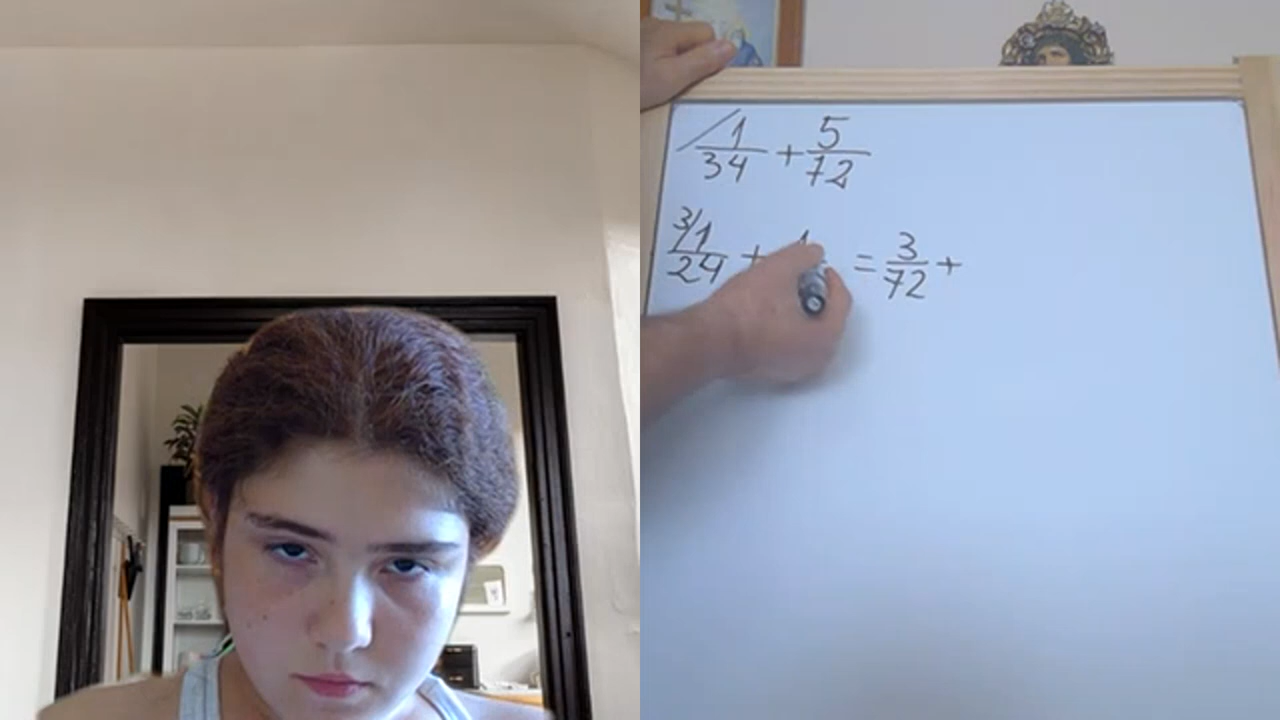 1/34 + 5/72
3/ 1/24 + = 3/72 +